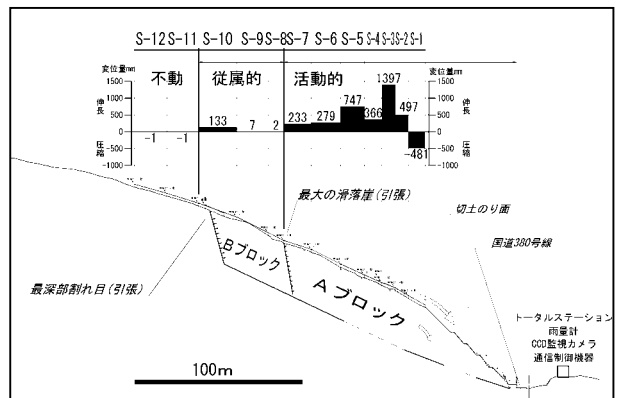 S-12 S-11 S-10 S-9 S-8 S-7 S-6 S-5 S-4 S-3 S-2 S-1
変位量mm 不動 従属的 活動的 変位量mm
1500 1500
1000 1000
500 500
0 0
-500 -500
-1000 -1000
伸長 伸長
圧縮 圧縮
-1 -1 133 7 2 233 279 747 366 1397 497 -481
最大の滑落崖(引張)
切土のり面
国道380号線
Bブロック
Aブロック
最深部割れ目(引張)
トータルステーション
雨量計
CCD監視カメラ
通信制御機器
100m